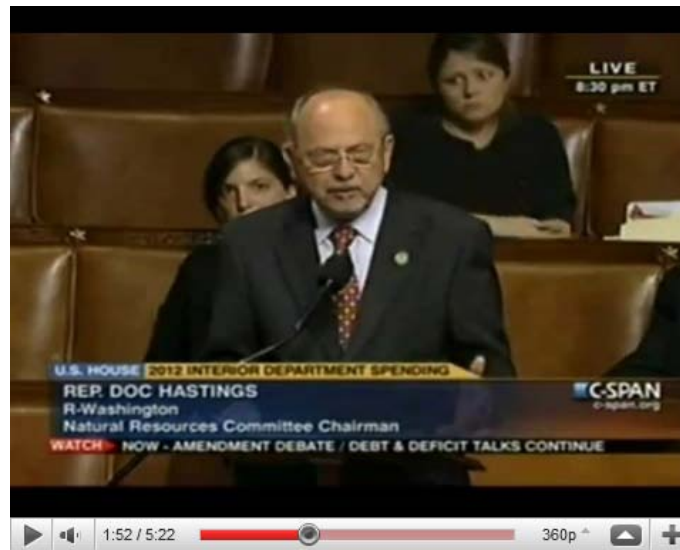 LIVE
8:30 pm ET
U.S. HOUSE 2012 INTERIOR DEPARTMENT SPENDING
REP. DOC HASTINGS
R-Washington
Natural Resources Committee Chairman
C-SPAN
c-span.org
WATCH NOW - AMENDMENT DEBATE / DEBT & DEFICIT TALKS CONTINUE
1:52 / 5:22
360p